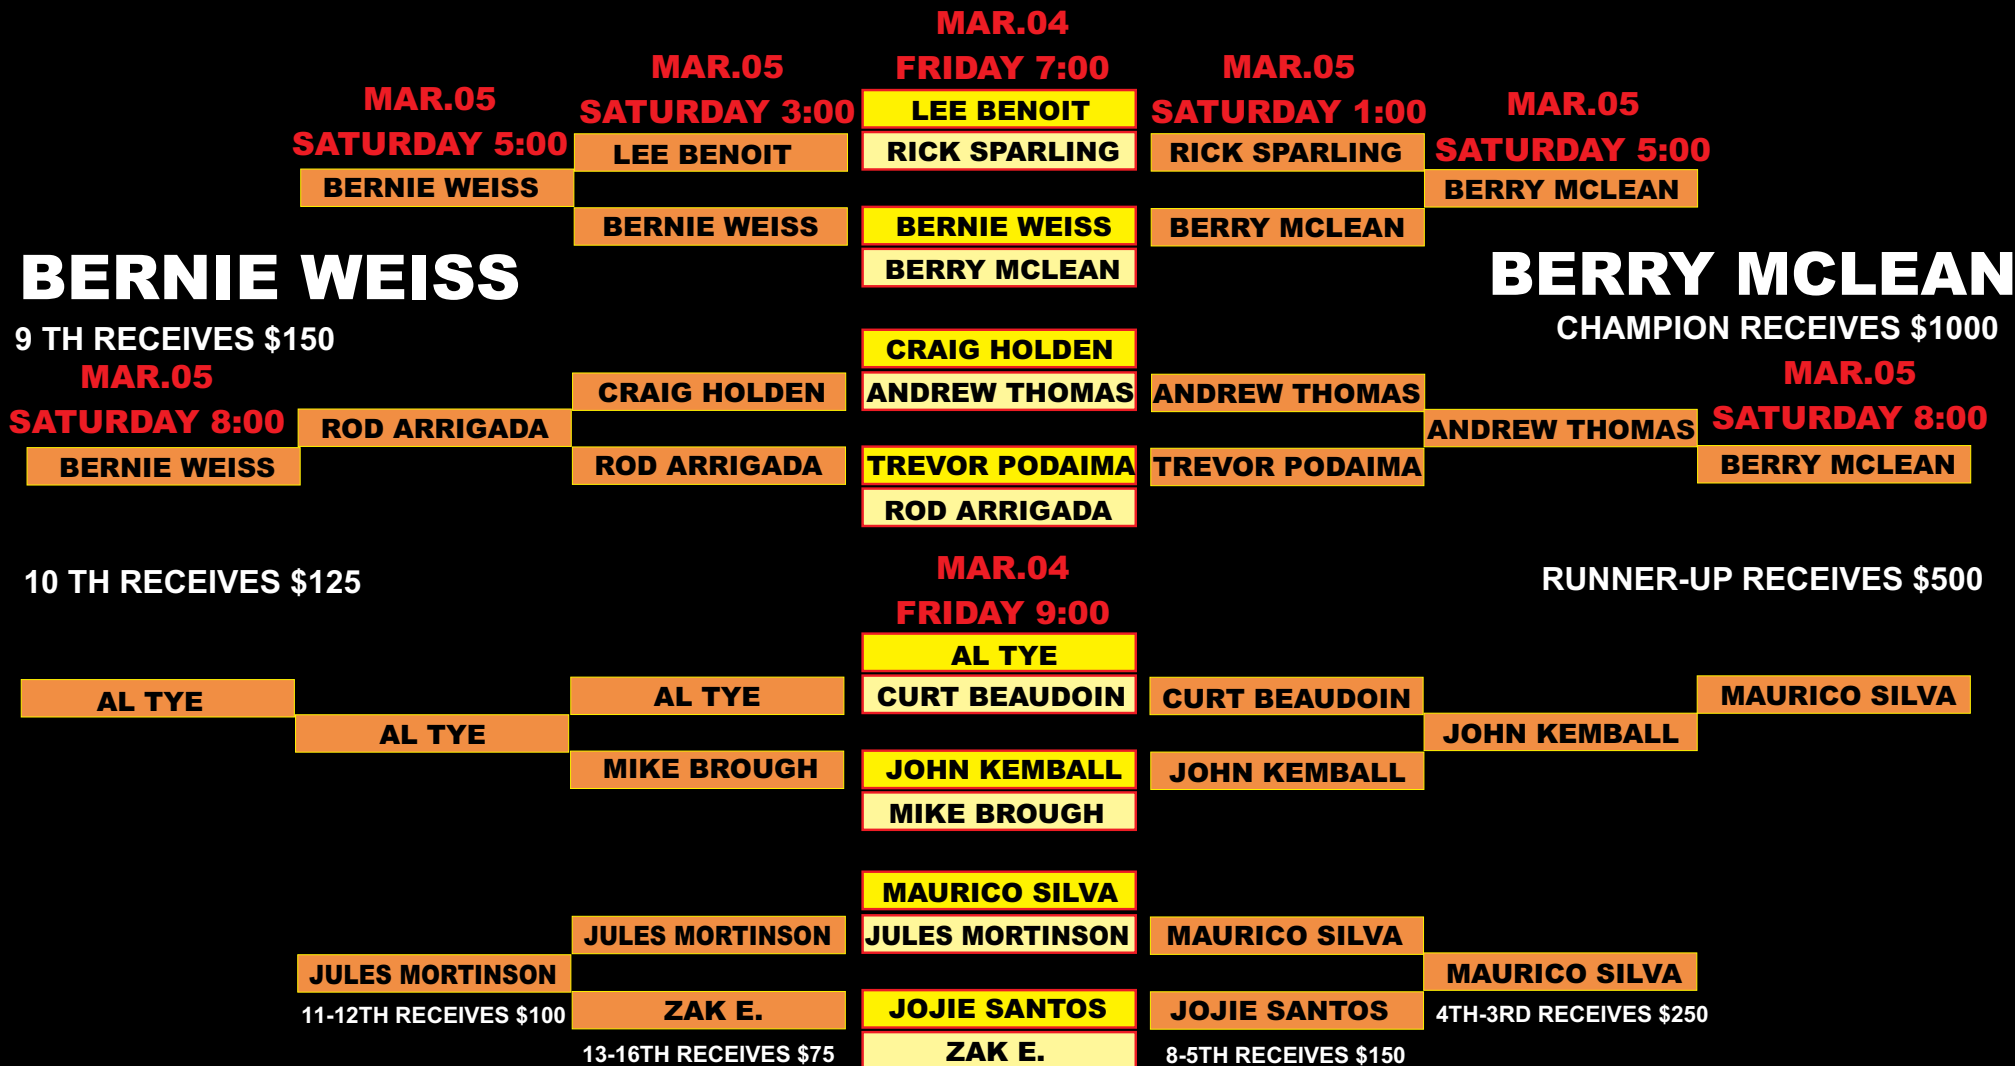 MAR.04
FRIDAY 7:00
MAR.05
SATURDAY 5:00
MAR.05
SATURDAY 3:00
MAR.05
SATURDAY 1:00
MAR.05
SATURDAY 5:00
LEE BENOIT
RICK SPARLING
LEE BENOIT
RICK SPARLING
BERNIE WEISS
BERRY MCLEAN
BERNIE WEISS
BERNIE WEISS
BERRY MCLEAN
BERRY MCLEAN
BERNIE WEISS
BERRY MCLEAN
9 TH RECEIVES $150
CHAMPION RECEIVES $1000
MAR.05
SATURDAY 8:00
MAR.05
SATURDAY 8:00
CRAIG HOLDEN
CRAIG HOLDEN
ANDREW THOMAS
ANDREW THOMAS
ROD ARRIGADA
ANDREW THOMAS
BERNIE WEISS
ROD ARRIGADA
TREVOR PODAIMA
TREVOR PODAIMA
BERRY MCLEAN
ROD ARRIGADA
10 TH RECEIVES $125
RUNNER-UP RECEIVES $500
MAR.04
FRIDAY 9:00
AL TYE
AL TYE
AL TYE
CURT BEAUDOIN
CURT BEAUDOIN
MAURICO SILVA
AL TYE
JOHN KEMBALL
MIKE BROUGH
JOHN KEMBALL
JOHN KEMBALL
MIKE BROUGH
MAURICO SILVA
JULES MORTINSON
JULES MORTINSON
MAURICO SILVA
JULES MORTINSON
MAURICO SILVA
11-12TH RECEIVES $100
ZAK E.
JOJIE SANTOS
JOJIE SANTOS
4TH-3RD RECEIVES $250
13-16TH RECEIVES $75
ZAK E.
8-5TH RECEIVES $150